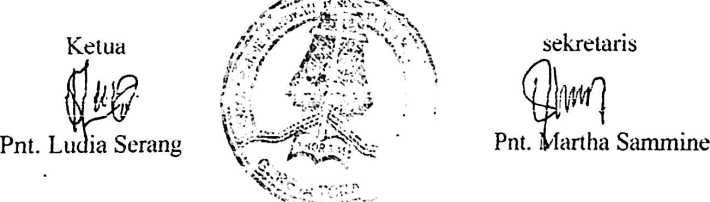 Ketua
sekretaris
Pnt. Ludia Serang
Pnt. Martha Sammine